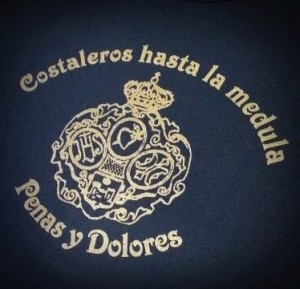 Costaleros hasta la medula
Penas y Dolores